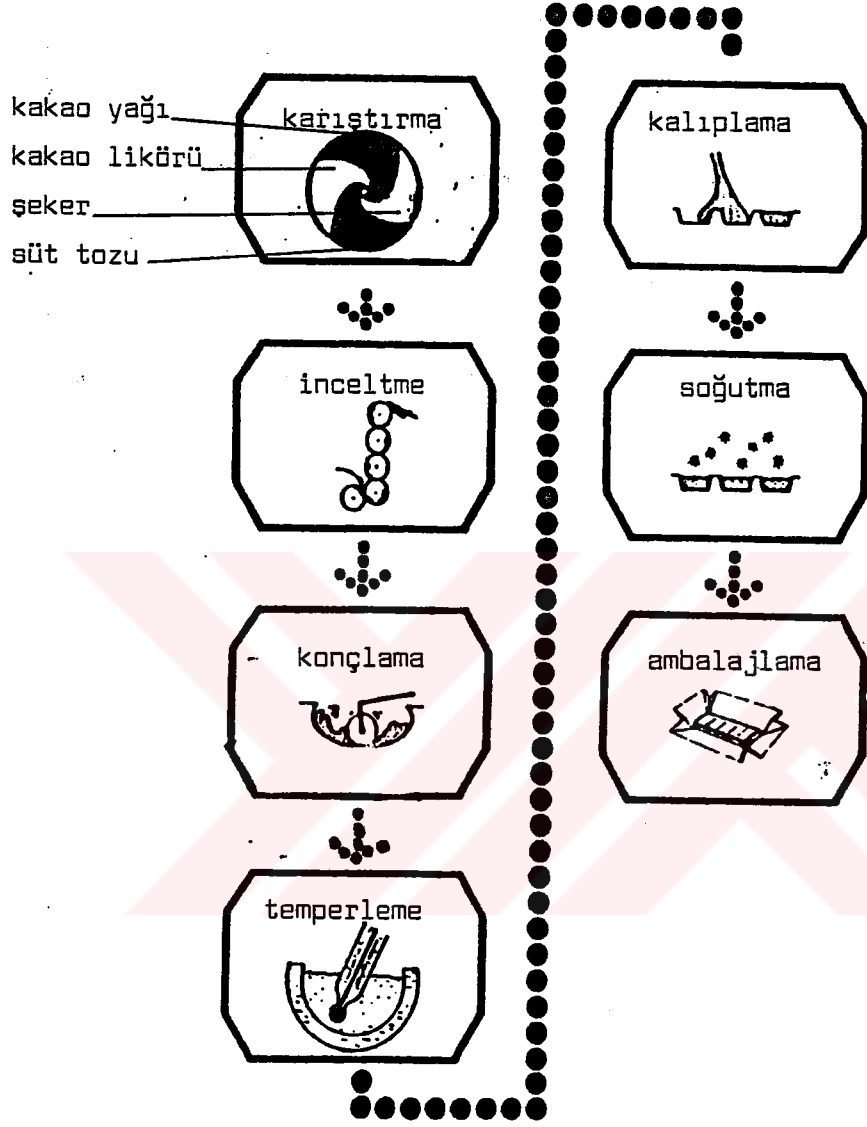 kakao yağı
kakao likörü
şeker
süt tozu
karıştırma
inceltme
konçlama
temperleme
kalıplama
soğutma
ambalajlama